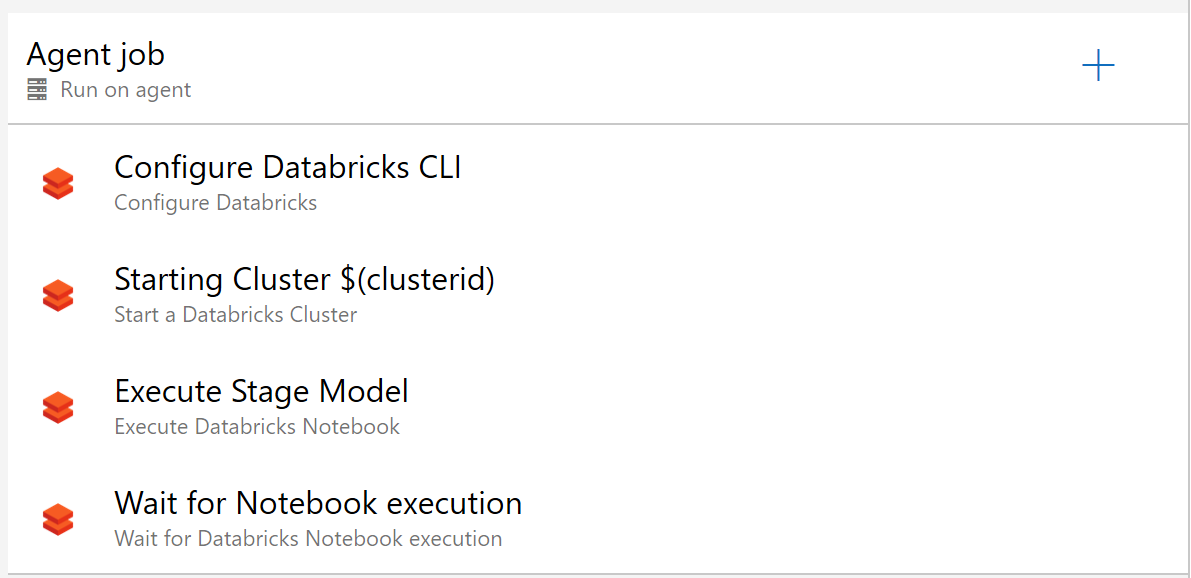 Agent job
Run on agent
Configure Databricks CLI
Configure Databricks
Starting Cluster $(clusterid)
Start a Databricks Cluster
Execute Stage Model
Execute Databricks Notebook
Wait for Notebook execution
Wait for Databricks Notebook execution